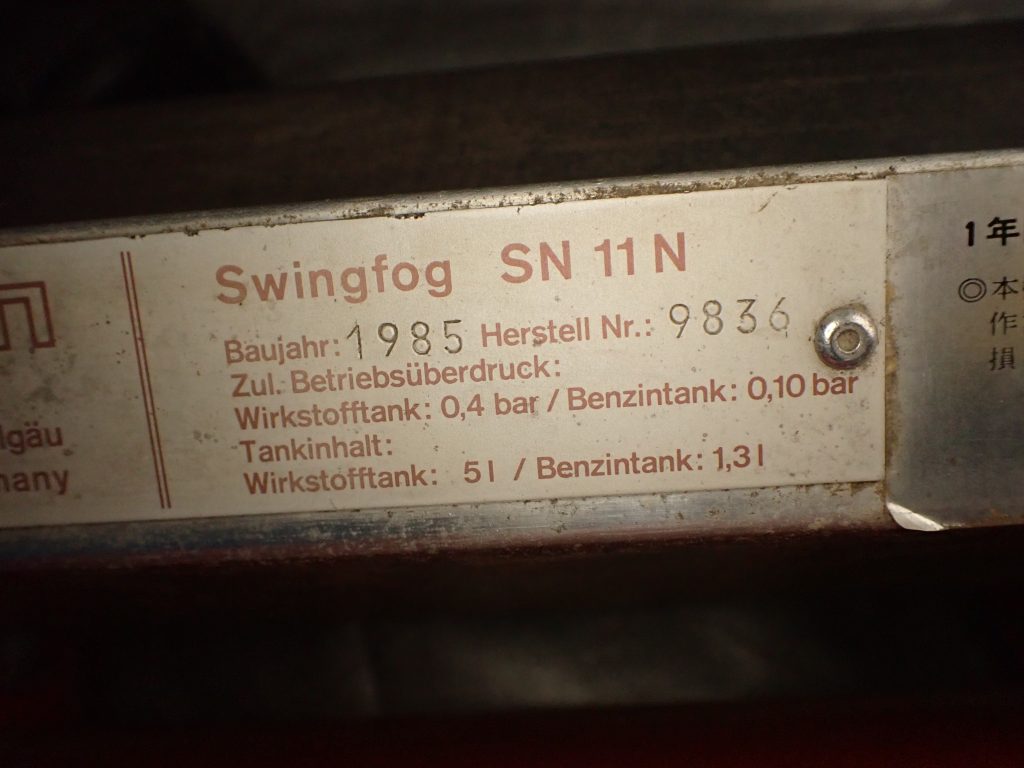 Swingfog SN 11 N
Baujahr: 1985 Herstell Nr.: 9836
Zul. Betriebsüberdruck:
Wirkstofftank: 0,4 bar / Benzintank: 0,10 bar
Tankinhalt:
Wirkstofftank: 5 l / Benzintank: 1,3 l
lgäu
many
1年
◎本
作
損